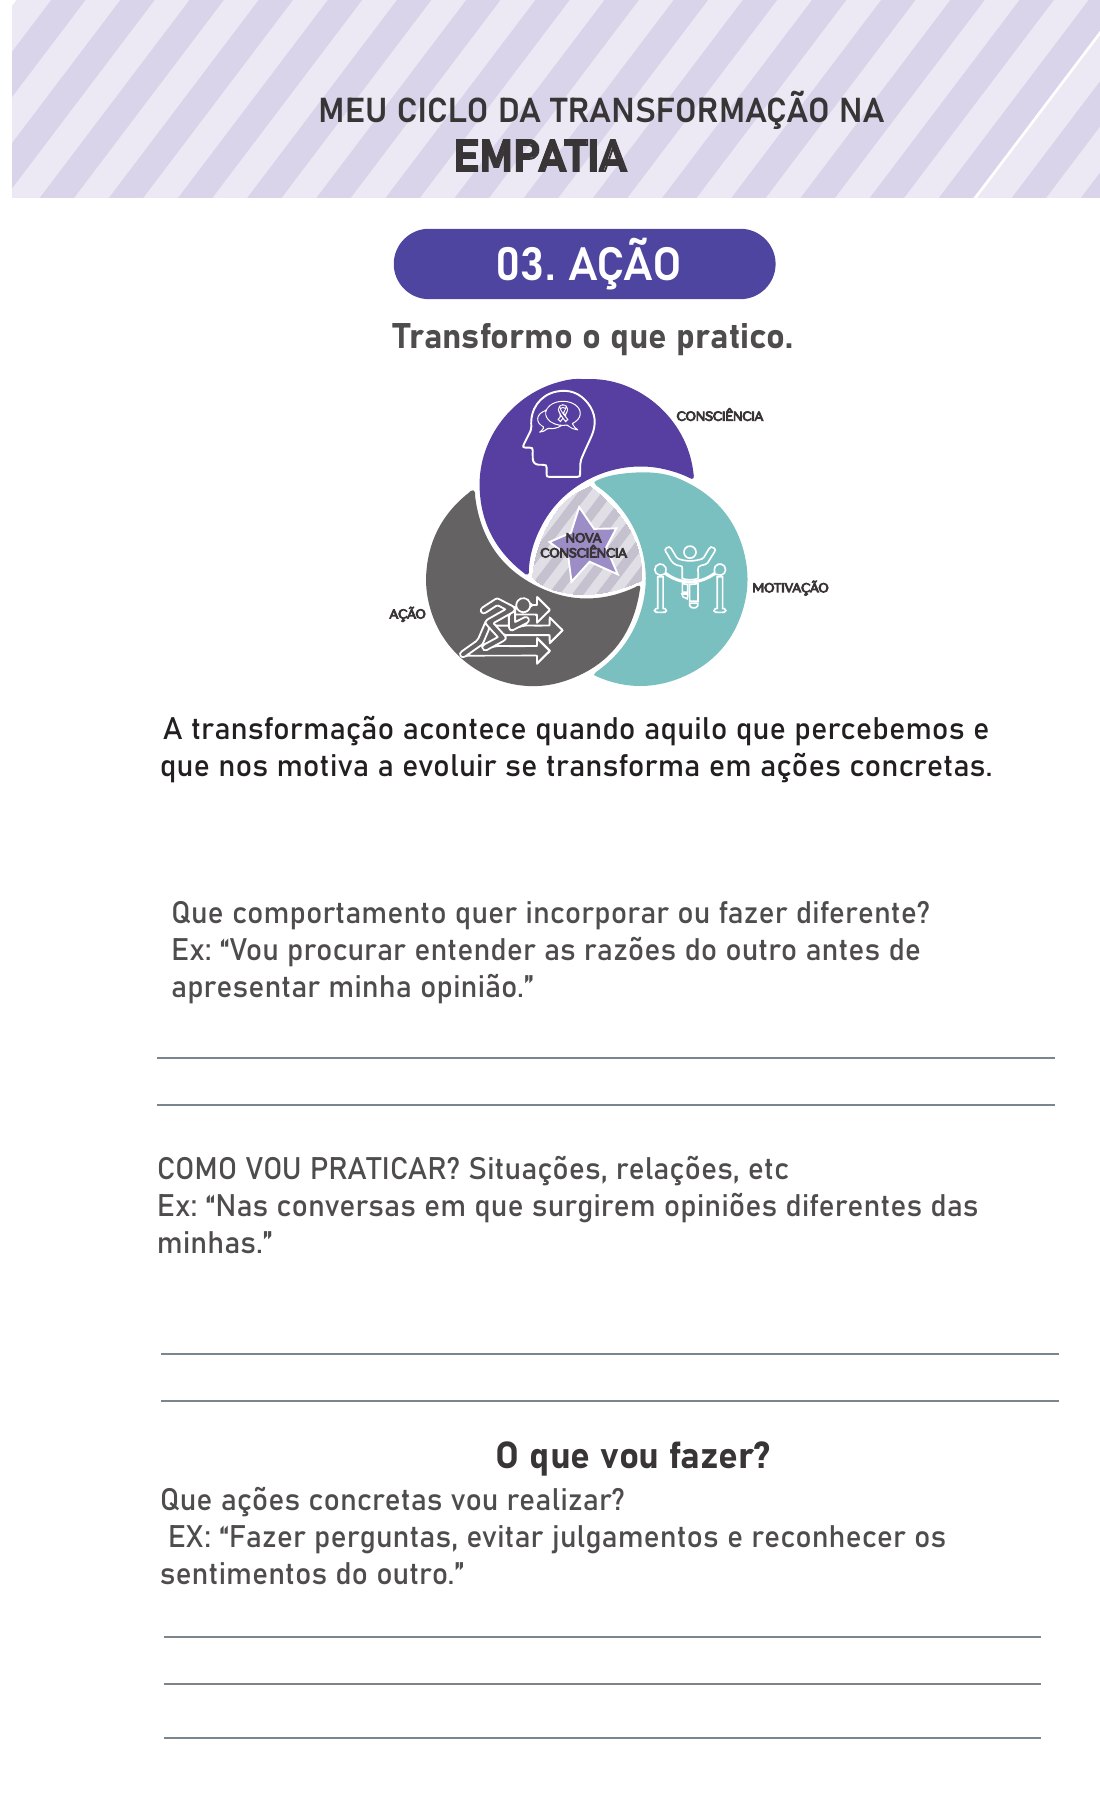 MEU CICLO DA TRANSFORMAÇÃO NA
EMPATIA
03. AÇÃO
Transformo o que pratico.
CONSCIÊNCIA
NOVA
CONSCIÊNCIA
MOTIVAÇÃO
AÇÃO
A transformação acontece quando aquilo que percebemos e
que nos motiva a evoluir se transforma em ações concretas.
Que comportamento quer incorporar ou fazer diferente?
Ex: “Vou procurar entender as razões do outro antes de
apresentar minha opinião.”
COMO VOU PRATICAR? Situações, relações, etc
Ex: “Nas conversas em que surgirem opiniões diferentes das
minhas.”
O que vou fazer?
Que ações concretas vou realizar?
EX: “Fazer perguntas, evitar julgamentos e reconhecer os
sentimentos do outro.”